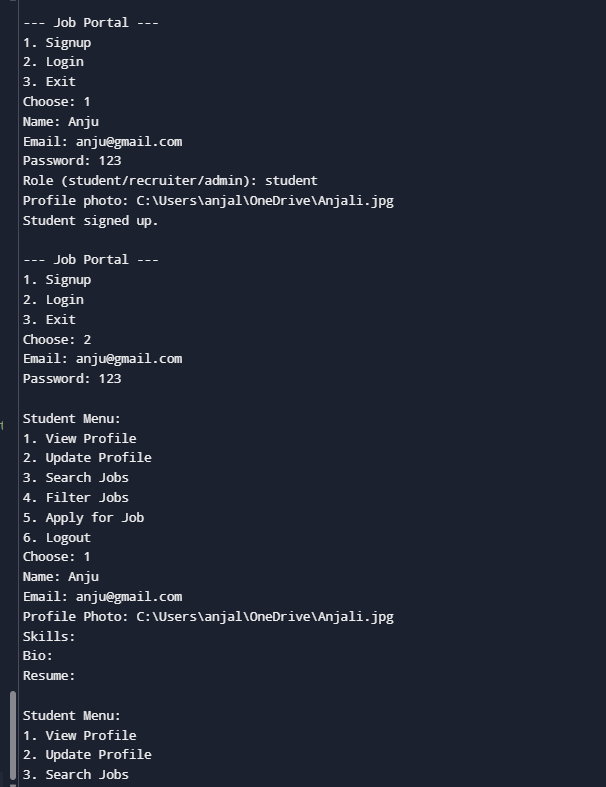 --- Job Portal ---
1. Signup
2. Login
3. Exit
Choose: 1
Name: Anju
Email: anju@gmail.com
Password: 123
Role (student/recruiter/admin): student
Profile photo: C:\Users\anjal\OneDrive\Anjali.jpg
Student signed up.

--- Job Portal ---
1. Signup
2. Login
3. Exit
Choose: 2
Email: anju@gmail.com
Password: 123

Student Menu:
1. View Profile
2. Update Profile
3. Search Jobs
4. Filter Jobs
5. Apply for Job
6. Logout
Choose: 1
Name: Anju
Email: anju@gmail.com
Profile Photo: C:\Users\anjal\OneDrive\Anjali.jpg
Skills:
Bio:
Resume:

Student Menu:
1. View Profile
2. Update Profile
3. Search Jobs